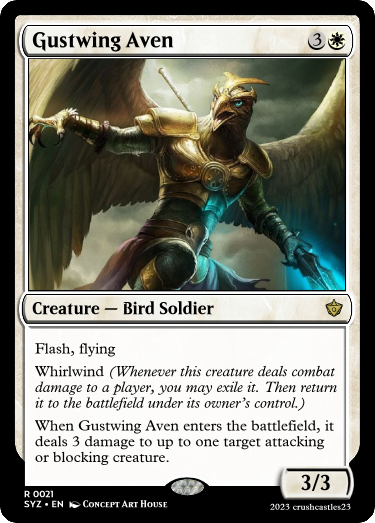 Gustwing Aven 3
Creature — Bird Soldier
Flash, flying
Whirlwind (Whenever this creature deals combat
damage to a player, you may exile it. Then return
it to the battlefield under its owner's control.)
When Gustwing Aven enters the battlefield, it
deals 3 damage to up to one target attacking
or blocking creature.
3/3
R 0021
SYZ • EN Concept Art House
2023 crushcastles23